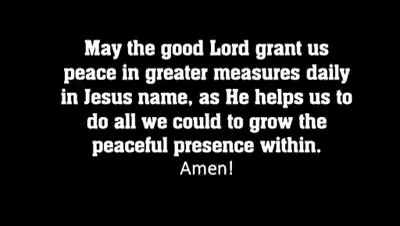 May the good Lord grant us
peace in greater measures daily
in Jesus name, as He helps us to
do all we could to grow the
peaceful presence within.
Amen!